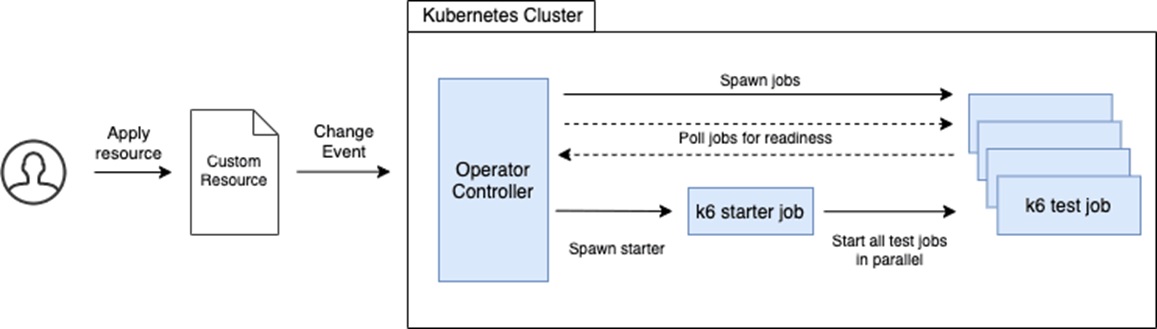 Kubernetes Cluster
Apply
resource
Custom
Resource
Change
Event
Operator
Controller
Spawn jobs
Poll jobs for readiness
Spawn starter
k6 starter job
Start all test jobs
in parallel
k6 test job